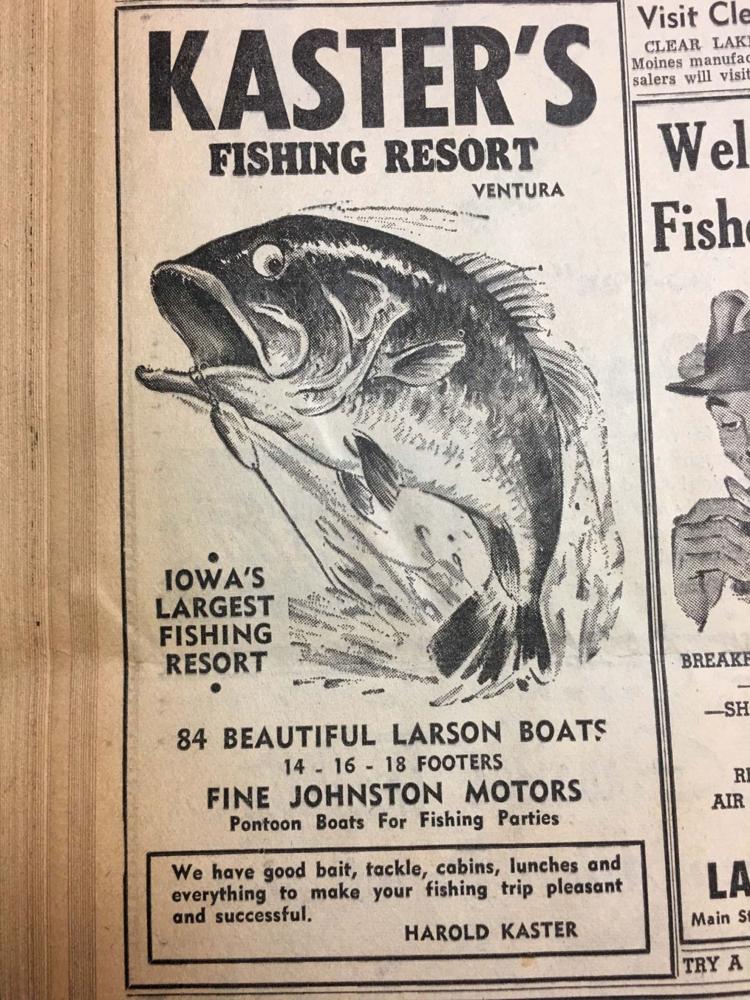 KASTER'S
FISHING RESORT
VENTURA
IOWA'S
LARGEST
FISHING
RESORT
84 BEAUTIFUL LARSON BOATS
14 - 16 - 18 FOOTERS
FINE JOHNSTON MOTORS
Pontoon Boats For Fishing Parties
We have good bait, tackle, cabins, lunches and
everything to make your fishing trip pleasant
and successful.
HAROLD KASTER
Visit Cle
CLEAR LAK
Moines manufac
salers will visit
Wel
Fishe
BREAKF
—SH
AIR
LA
Main St
TRY A